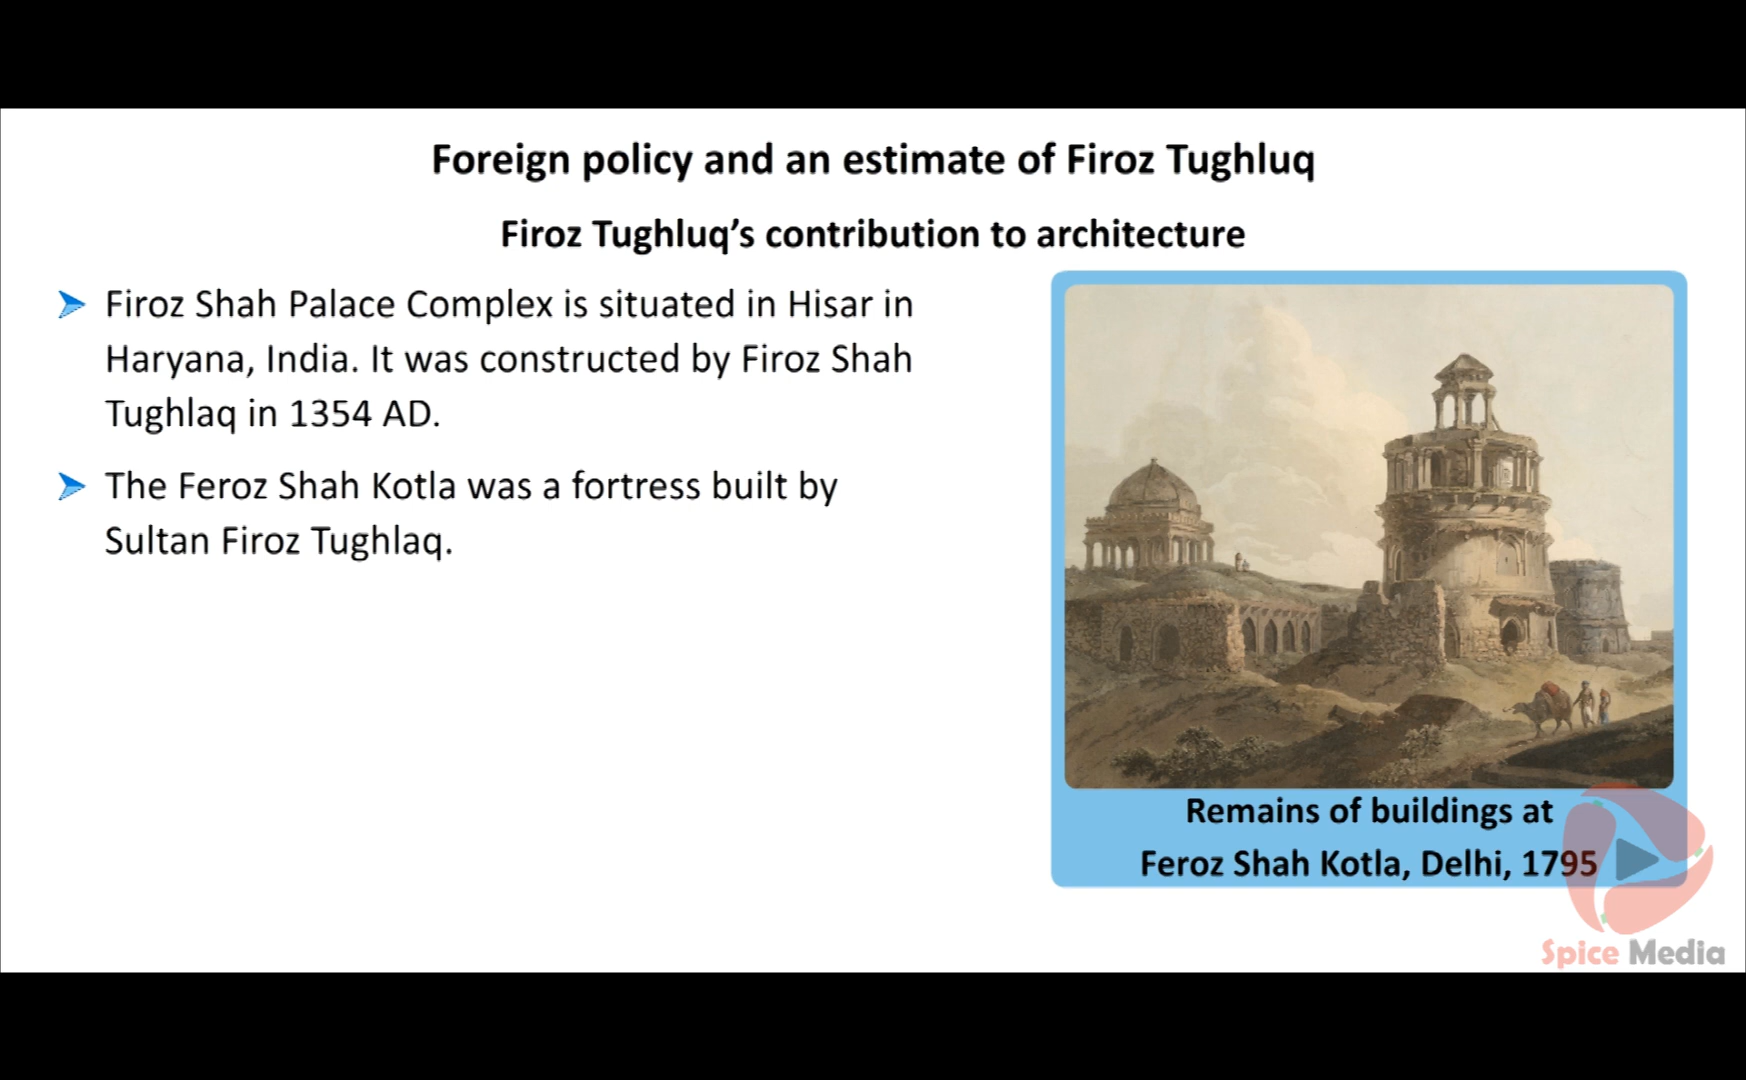 Foreign policy and an estimate of Firoz Tughluq
Firoz Tughluq’s contribution to architecture
Firoz Shah Palace Complex is situated in Hisar in
Haryana, India. It was constructed by Firoz Shah
Tughlaq in 1354 AD.
The Feroz Shah Kotla was a fortress built by
Sultan Firoz Tughlaq.
Remains of buildings at
Feroz Shah Kotla, Delhi, 1795
Spice Media